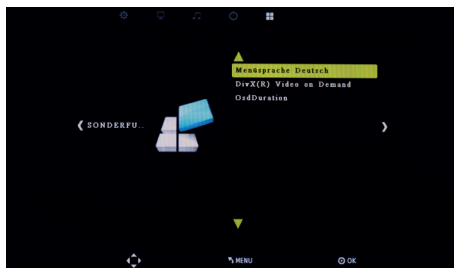 Menüsprache Deutsch
DivX(R) Video on Demand
OsdDuration
SONDERFU..
MENU
OK